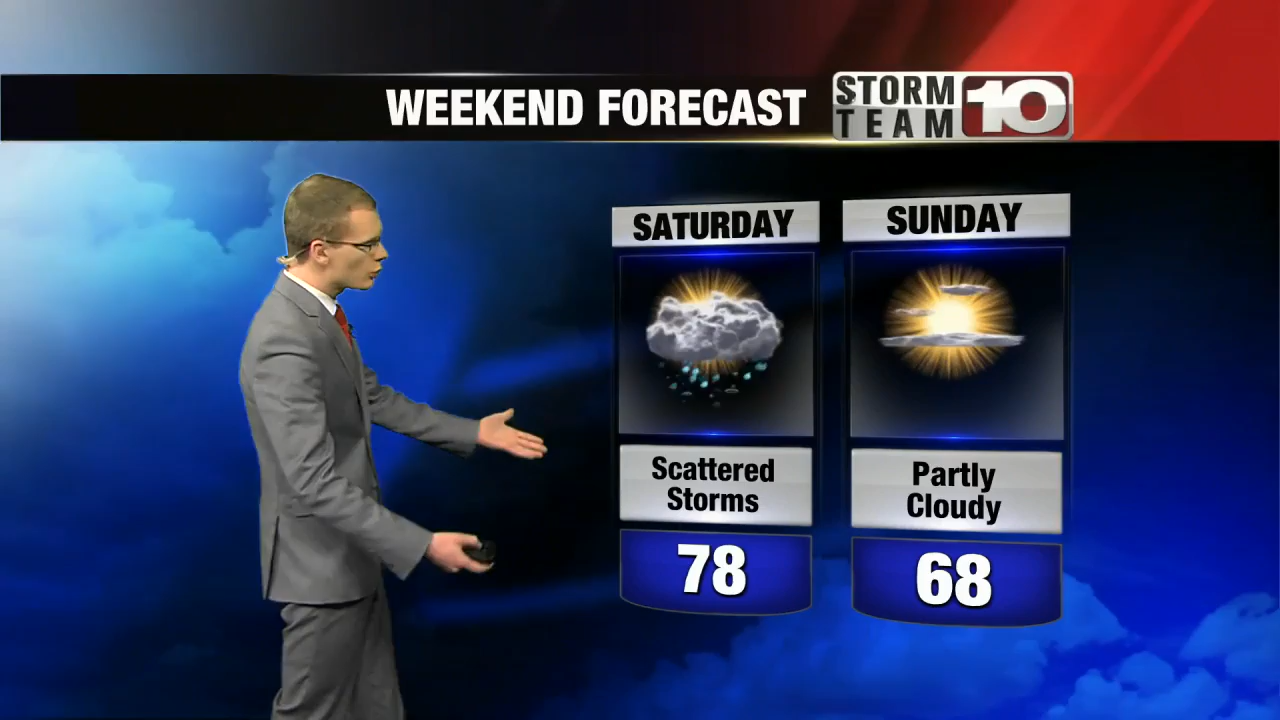 WEEKEND FORECAST
STORM
TEAM
10
SATURDAY
SUNDAY
Scattered
Storms
Partly
Cloudy
78
68